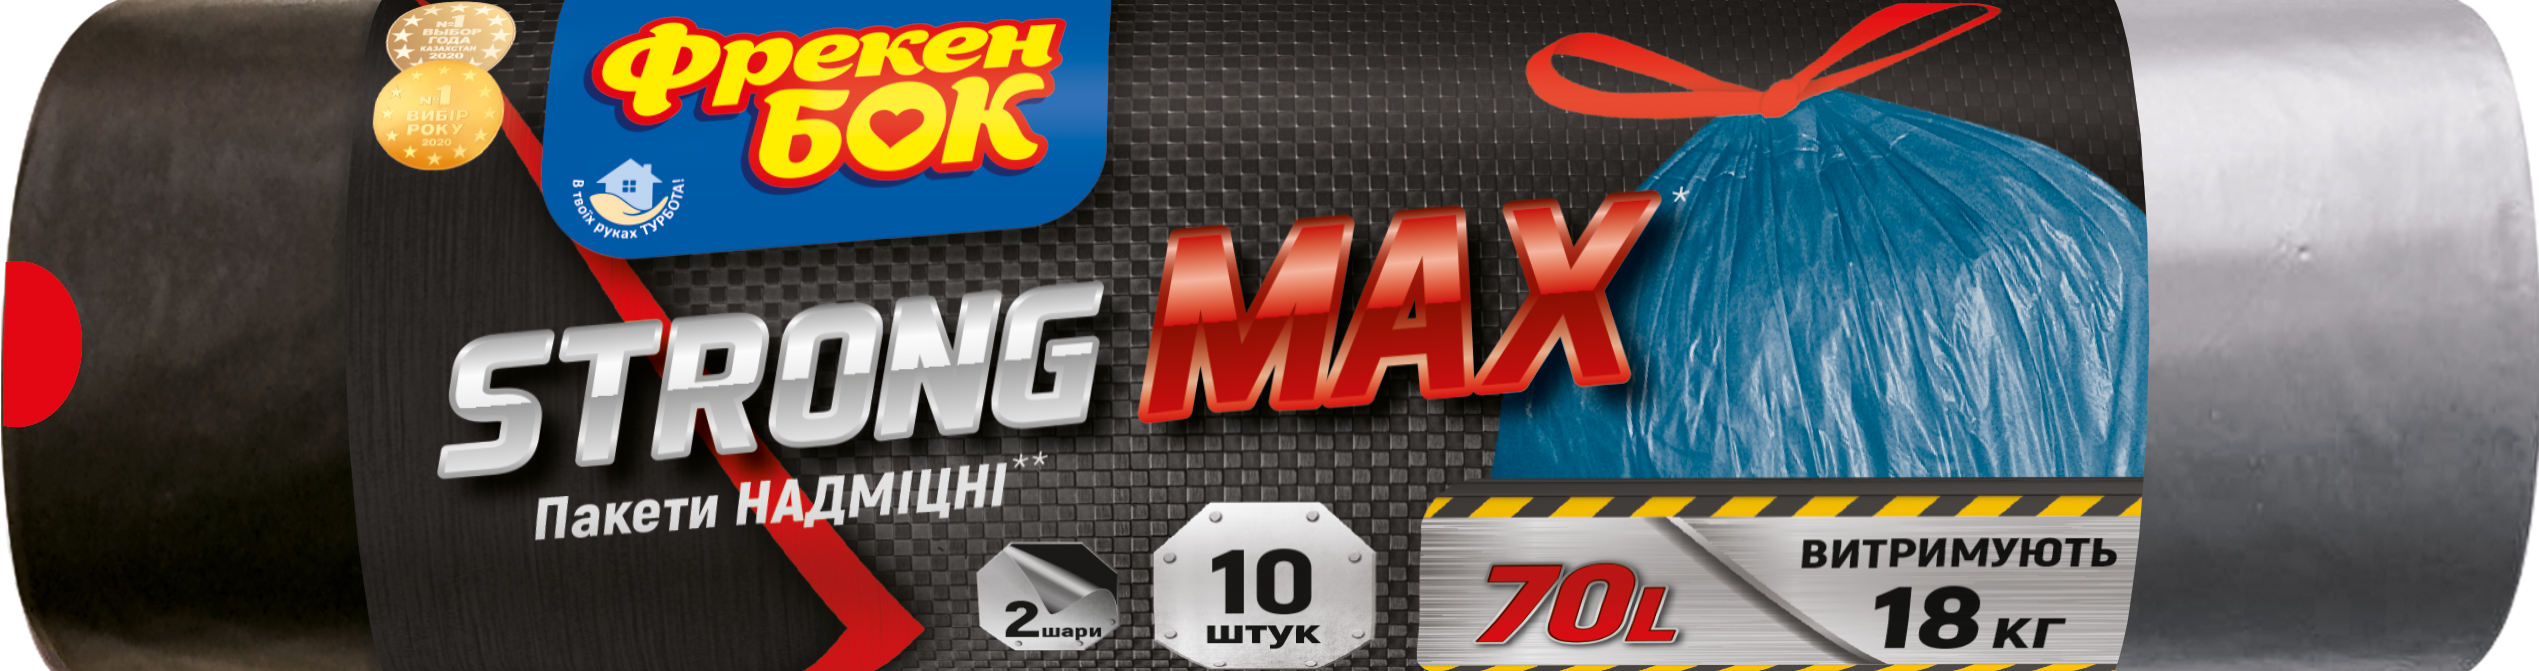 №1
ВЫБОР
ГОДА
КАЗАХСТАН
2020
№1
ВИБІР
РОКУ
2020
Фрекен
БОК
В твоїх руках ТУРБОТА!
STRONG MAX*
Пакети НАДМІЦНІ**
2 шари
10
ШТУК
70L
ВИТРИМУЮТЬ
18 КГ